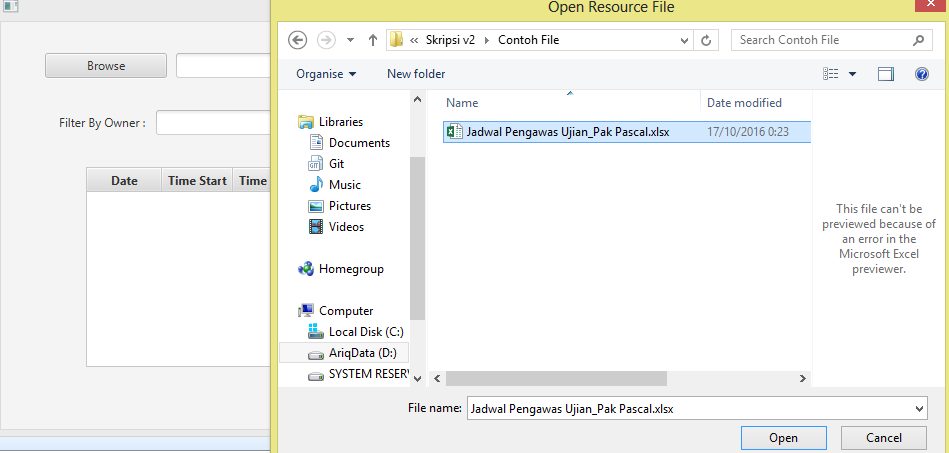 Open Resource File
Browse
Filter By Owner :
Date Time Start Time
Skripsi v2 Contoh File
Search Contoh File
Organise New folder
Libraries
Documents
Git
Music
Pictures
Videos
Homegroup
Computer
Local Disk (C:)
AriqData (D:)
SYSTEM RESERV
Name Date modified
Jadwal Pengawas Ujian_Pak Pascal.xlsx 17/10/2016 0:23
This file can't be
previewed because of
an error in the
Microsoft Excel
previewer.
File name: Jadwal Pengawas Ujian_Pak Pascal.xlsx
Open Cancel